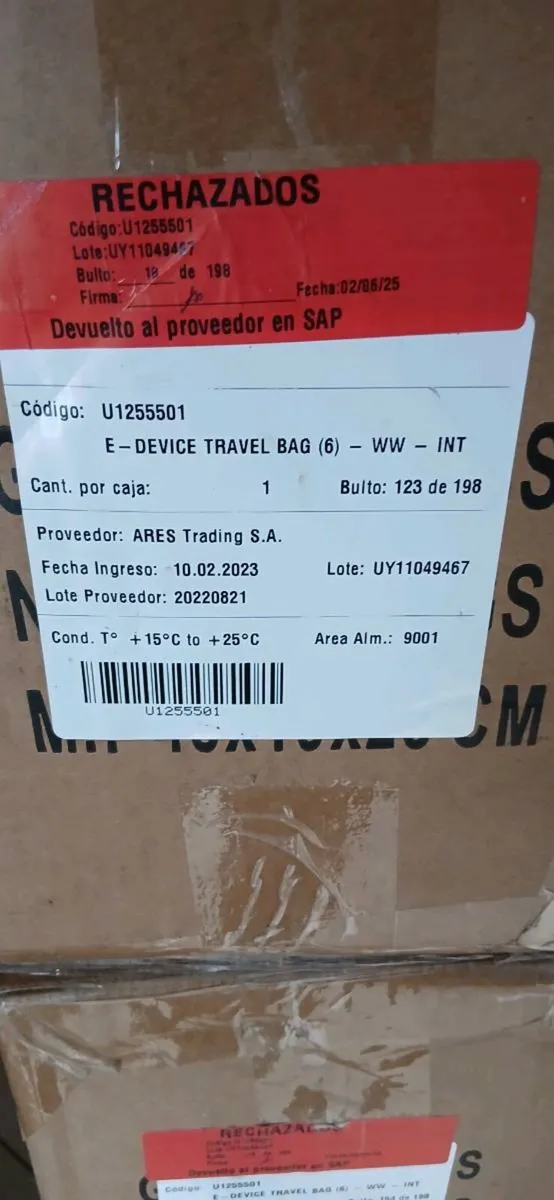 RECHAZADOS
Código:U1255501
Lote:UY11049467
Bulto: 18 de 198
Firma: Fecha:02/06/25
Devuelto al proveedor en SAP
Código: U1255501
E-DEVICE TRAVEL BAG (6) - WW - INT
Cant. por caja: 1 Bulto: 123 de 198
Proveedor: ARES Trading S.A.
Fecha Ingreso: 10.02.2023 Lote: UY11049467
Lote Proveedor: 20220821
Cond. T° +15°C to +25°C Area Alm.: 9001
U1255501
CM
RECHAZADOS
Devuelto al proveedor en SAP
Código: U1255501
E-DEVICE TRAVEL BAG (6) - WW - INT
de 198